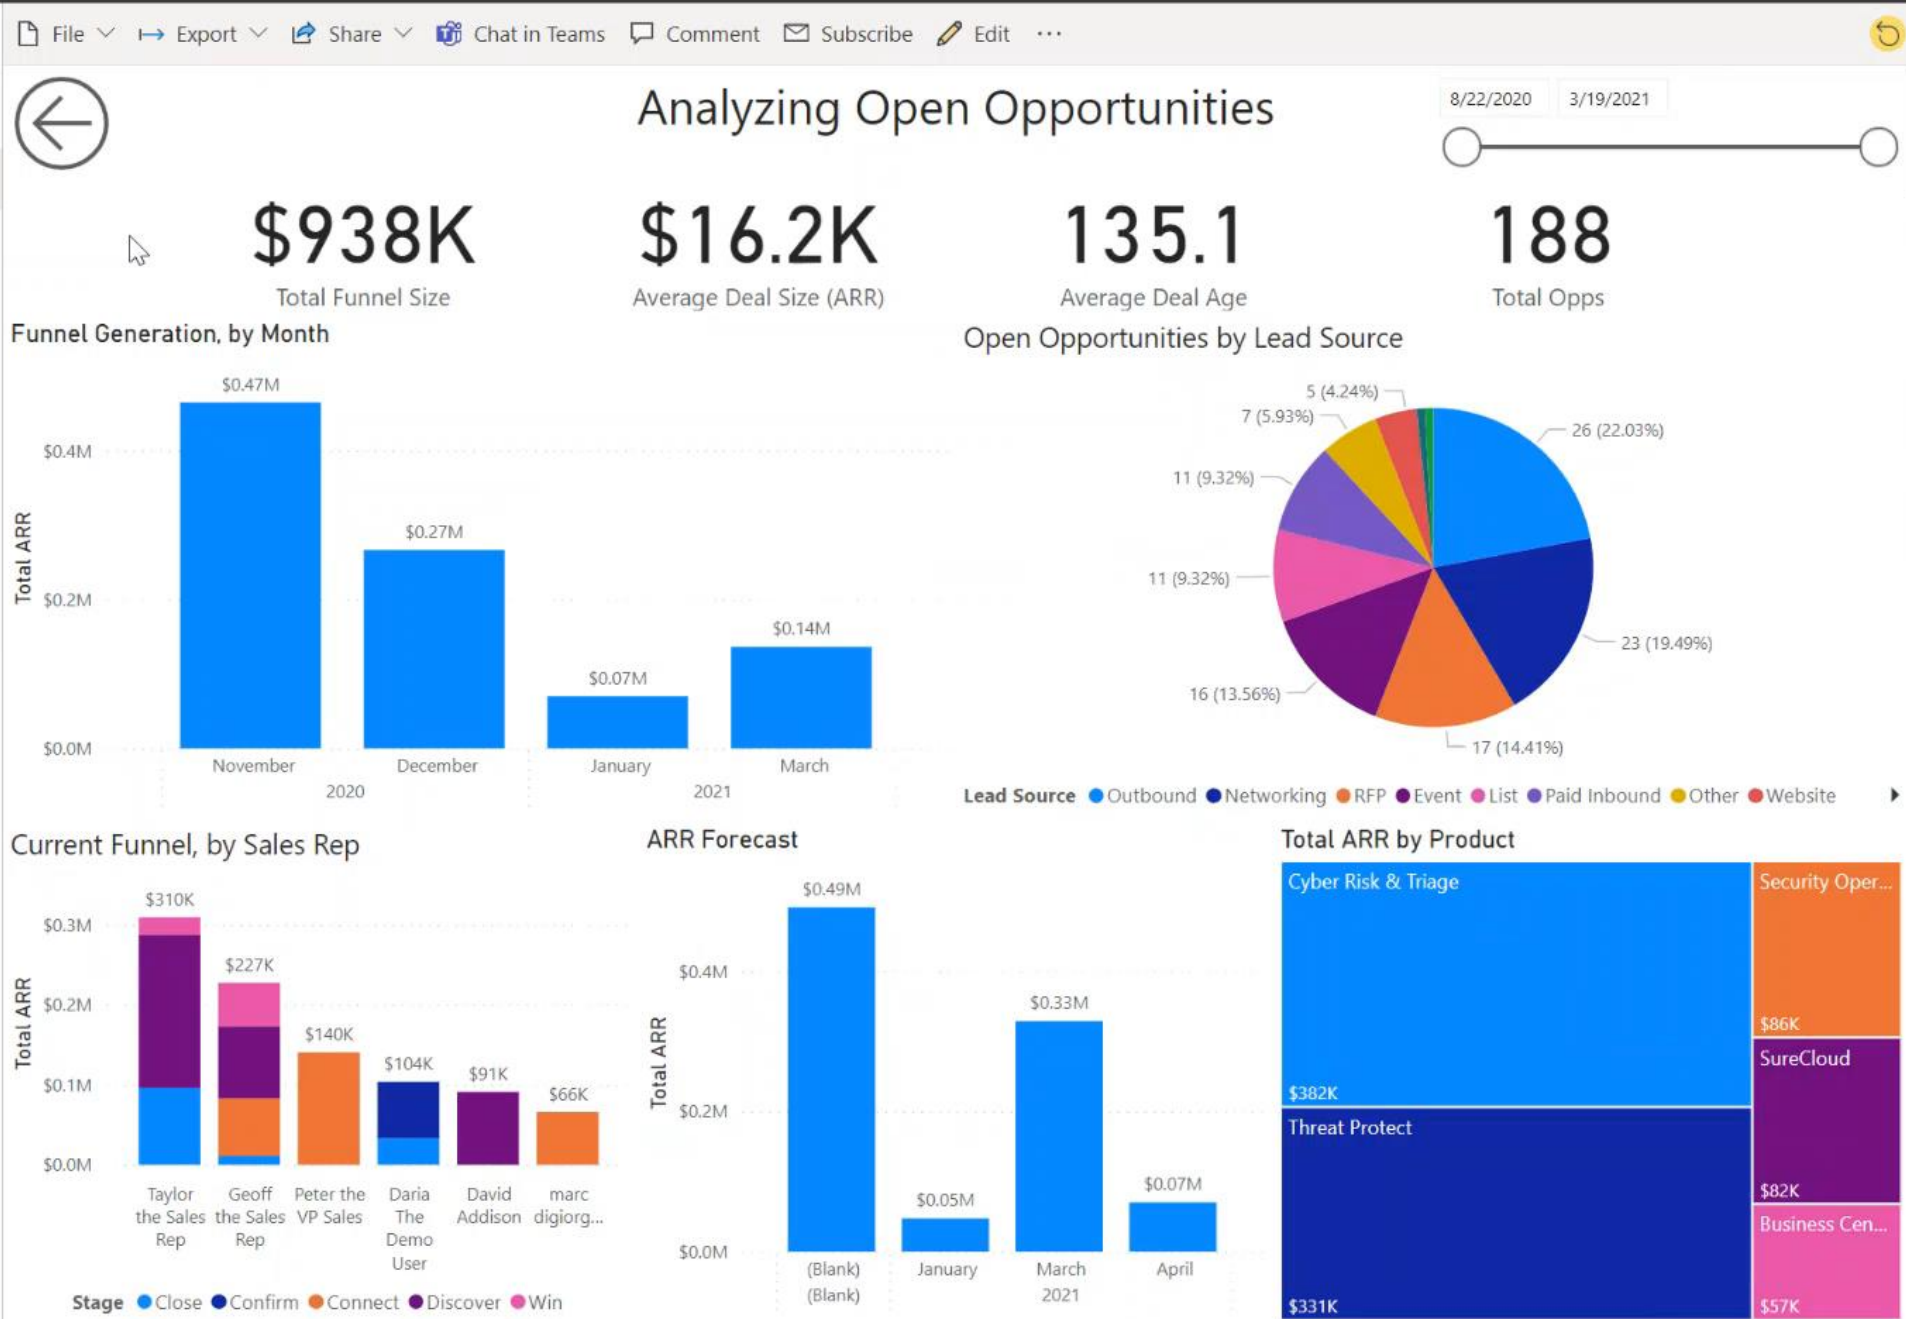 File Export Share Chat in Teams Comment Subscribe Edit ...
Analyzing Open Opportunities
8/22/2020 3/19/2021
$938K $16.2K 135.1 188
Total Funnel Size Average Deal Size (ARR) Average Deal Age Total Opps
Funnel Generation, by Month
Total ARR
$0.4M
$0.2M
$0.0M
$0.47M
$0.27M
$0.07M
$0.14M
November December January March
2020 2021
Open Opportunities by Lead Source
5 (4.24%)
7 (5.93%)
11 (9.32%)
11 (9.32%)
16 (13.56%)
17 (14.41%)
23 (19.49%)
26 (22.03%)
Lead Source Outbound Networking RFP Event List Paid Inbound Other Website
Current Funnel, by Sales Rep
Total ARR
$0.3M
$0.2M
$0.1M
$0.0M
$310K
$227K
$140K
$104K
$91K
$66K
Taylor
the Sales
Rep
Geoff
the Sales
Rep
Peter the
VP Sales
Daria
The
Demo
User
David
Addison
marc
digiorg...
Stage Close Confirm Connect Discover Win
ARR Forecast
Total ARR
$0.4M
$0.2M
$0.0M
$0.49M
$0.05M
$0.33M
$0.07M
(Blank) January March April
(Blank) 2021
Total ARR by Product
Cyber Risk & Triage
$382K
Threat Protect
$331K
Security Oper...
$86K
SureCloud
$82K
Business Cen...
$57K